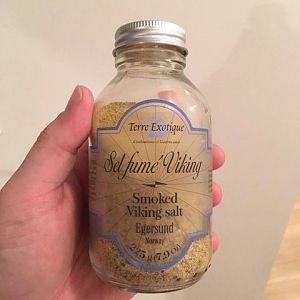 Terre Exotique
Sel fumé Viking
Smoked
Viking salt
Egersund
Norway